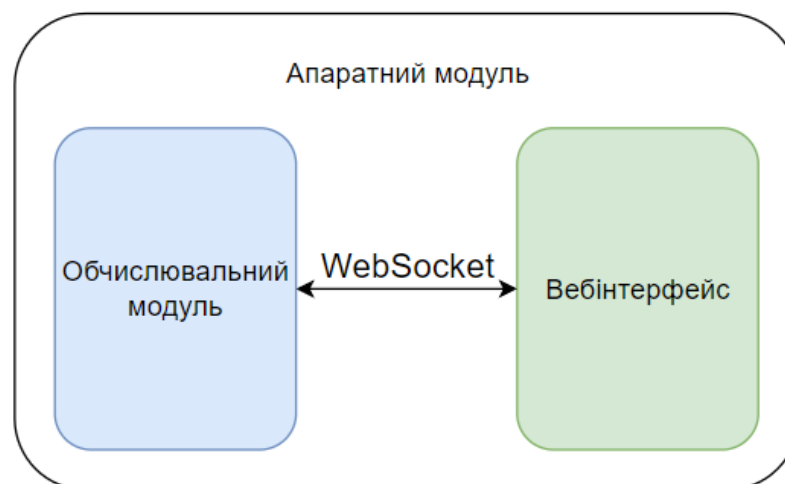 Апаратний модуль
Обчислювальний
модуль
WebSocket
Вебінтерфейс